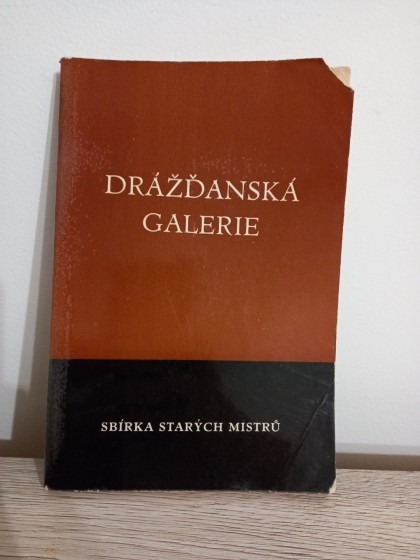 DRÁŽĎANSKÁ
GALERIE
SBÍRKA STARÝCH MISTRŮ